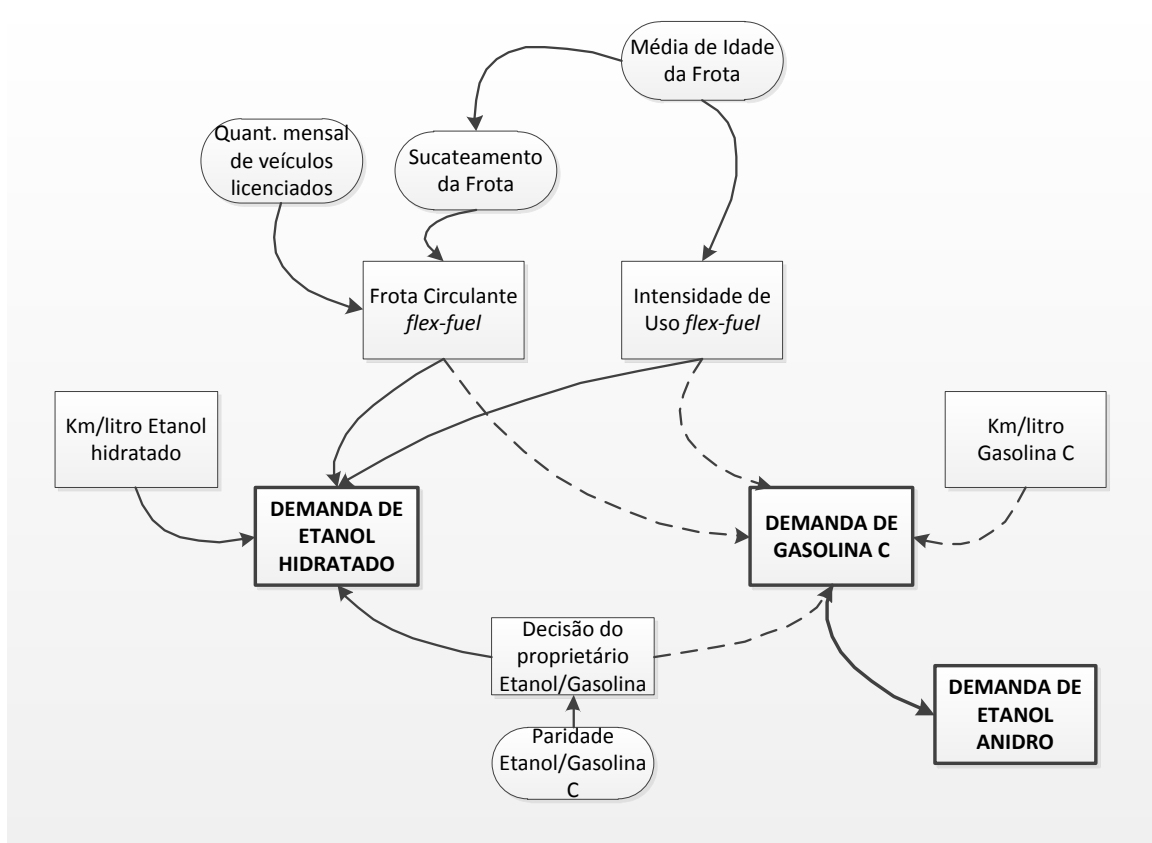 Média de Idade
da Frota
Quant. mensal
de veículos
licenciados
Sucateamento
da Frota
Frota Circulante
flex-fuel
Intensidade de
Uso flex-fuel
Km/litro Etanol
hidratado
Km/litro
Gasolina C
DEMANDA DE
ETANOL
HIDRATADO
DEMANDA DE
GASOLINA C
Decisão do
proprietário
Etanol/Gasolina
DEMANDA DE
ETANOL
ANIDRO
Paridade
Etanol/Gasolina
C